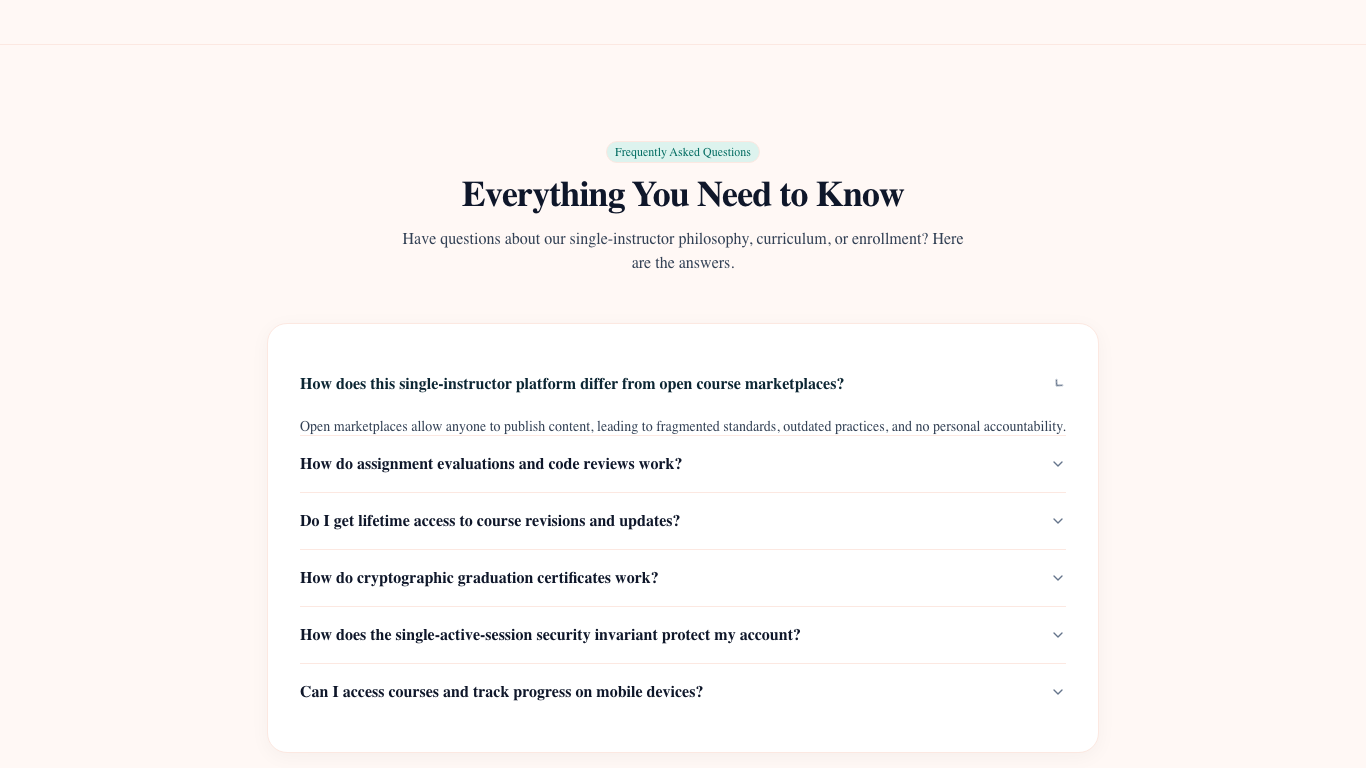 Frequently Asked Questions
Everything You Need to Know
Have questions about our single-instructor philosophy, curriculum, or enrollment? Here
are the answers.
How does this single-instructor platform differ from open course marketplaces?
Open marketplaces allow anyone to publish content, leading to fragmented standards, outdated practices, and no personal accountability.
How do assignment evaluations and code reviews work?
Do I get lifetime access to course revisions and updates?
How do cryptographic graduation certificates work?
How does the single-active-session security invariant protect my account?
Can I access courses and track progress on mobile devices?